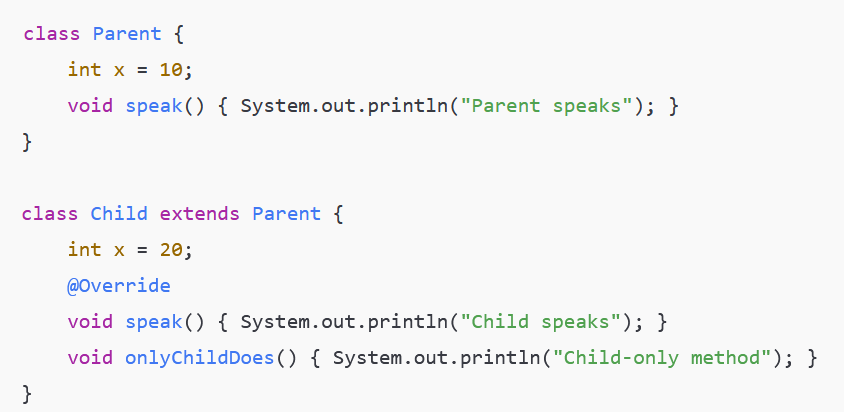 class Parent {
    int x = 10;
    void speak() { System.out.println("Parent speaks"); }
}

class Child extends Parent {
    int x = 20;
    @Override
    void speak() { System.out.println("Child speaks"); }
    void onlyChildDoes() { System.out.println("Child-only method"); }
}